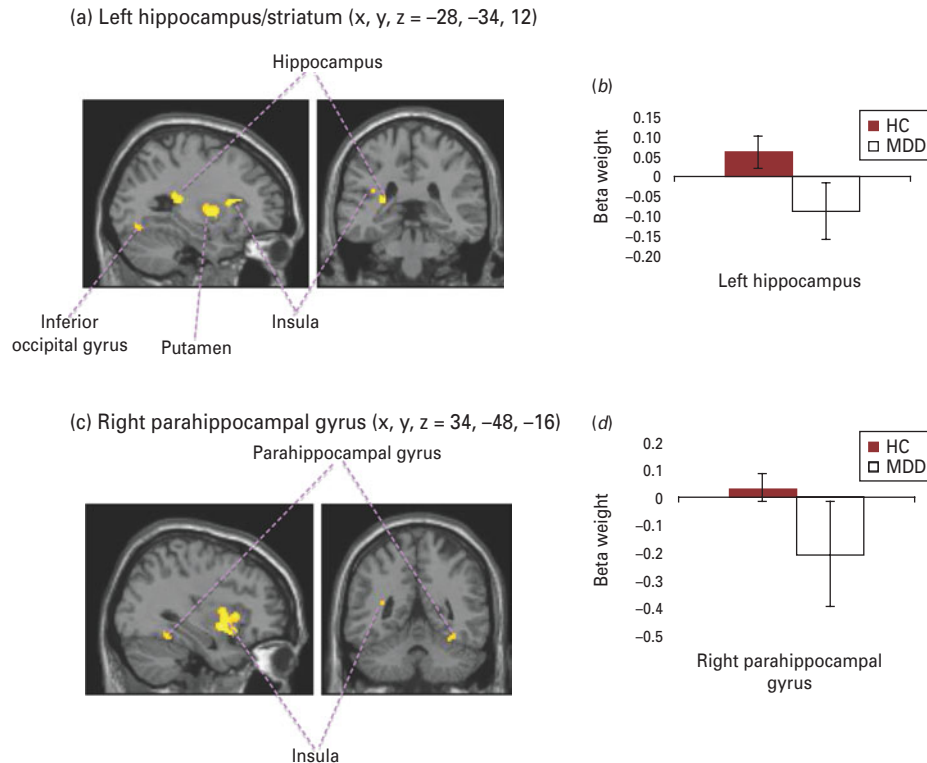 (a) Left hippocampus/striatum (x, y, z = –28, –34, 12)
Hippocampus
Inferior
occipital gyrus
Putamen
Insula
(b)
HC
MDD
Beta weight
0.15
0.10
0.05
0
–0.05
–0.10
–0.15
–0.20
Left hippocampus
(c) Right parahippocampal gyrus (x, y, z = 34, –48, –16)
Parahippocampal gyrus
Insula
(d)
HC
MDD
Beta weight
0.2
0.1
0
–0.1
–0.2
–0.3
–0.4
–0.5
Right parahippocampal
gyrus